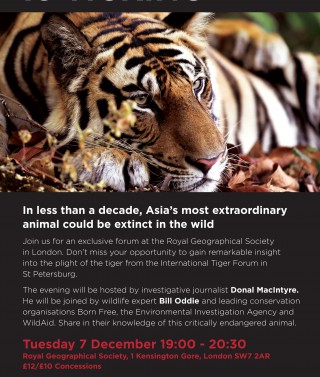 In less than a decade, Asia's most extraordinary
animal could be extinct in the wild
Join us for an exclusive forum at the Royal Geographical Society
in London. Don't miss your opportunity to gain remarkable insight
into the plight of the tiger from the International Tiger Forum in
St Petersburg.
The evening will be hosted by investigative journalist Donal MacIntyre.
He will be joined by wildlife expert Bill Oddie and leading conservation
organisations Born Free, the Environmental Investigation Agency and
WildAid. Share in their knowledge of this critically endangered animal.
Tuesday 7 December 19:00 - 20:30
Royal Geographical Society, 1 Kensington Gore, London SW7 2AR
£12/£10 Concessions